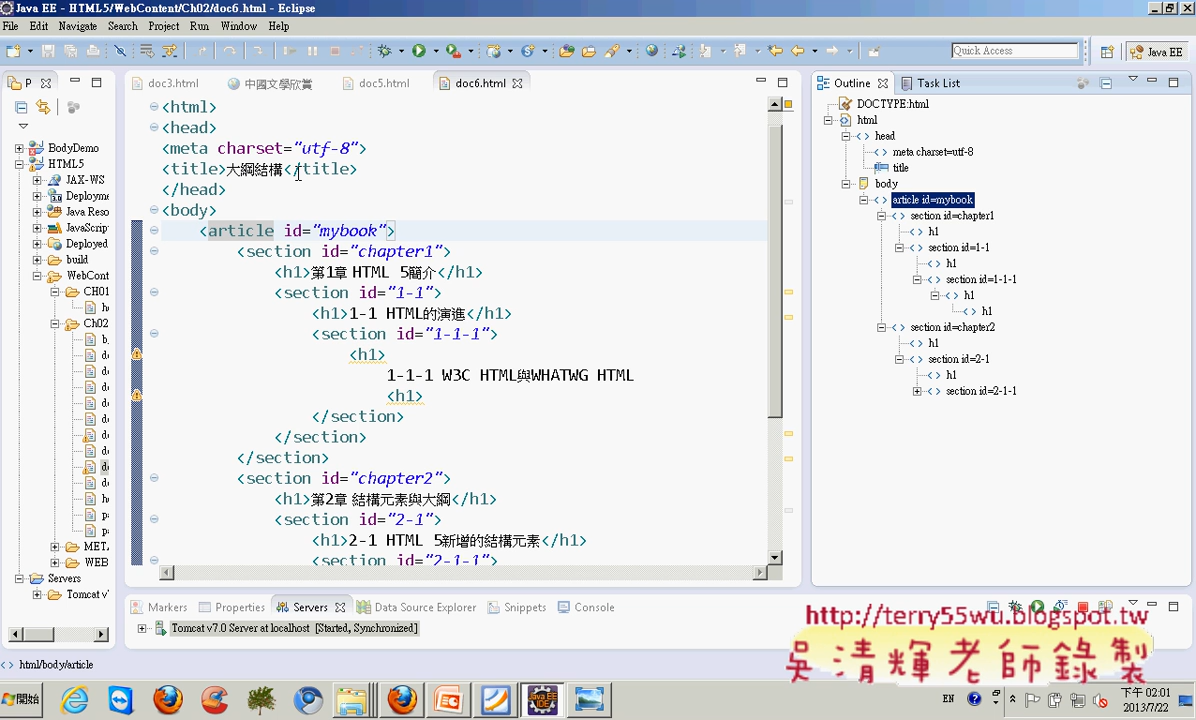 Java EE - HTML5/WebContent/Ch02/doc6.html - Eclipse
File Edit Navigate Search Project Run Window Help
Quick Access
Java EE
P
doc3.html
中國文學欣賞
doc5.html
doc6.html
Outline
Task List
BodyDemo
HTML5
JAX-WS
Deployme
Java Reso
JavaScrip
Deployed
build
WebCont
CH01
Ch02
META
WEB
Servers
Tomcat v
<html>
<head>
<meta charset="utf-8">
<title>大綱結構</title>
</head>
<body>
<article id="mybook">
<section id="chapter1">
<h1>第1章 HTML 5簡介</h1>
<section id="1-1">
<h1>1-1 HTML的演進</h1>
<section id="1-1-1">
<h1>
1-1-1 W3C HTML與WHATWG HTML
<h1>
</section>
</section>
</section>
<section id="chapter2">
<h1>第2章 結構元素與大綱</h1>
<section id="2-1">
<h1>2-1 HTML 5新增的結構元素</h1>
<section id="2-1-1">
DOCTYPE:html
html
head
meta charset=utf-8
title
body
article id=mybook
section id=chapter1
h1
section id=1-1
h1
section id=1-1-1
h1
h1
section id=chapter2
h1
section id=2-1
h1
section id=2-1-1
Markers
Properties
Servers
Data Source Explorer
Snippets
Console
Tomcat v7.0 Server at localhost [Started, Synchronized]
http://terry55wu.blogspot.tw
吳清輝老師錄製
html/body/article
開始
EN
下午 02:01
2013/7/22